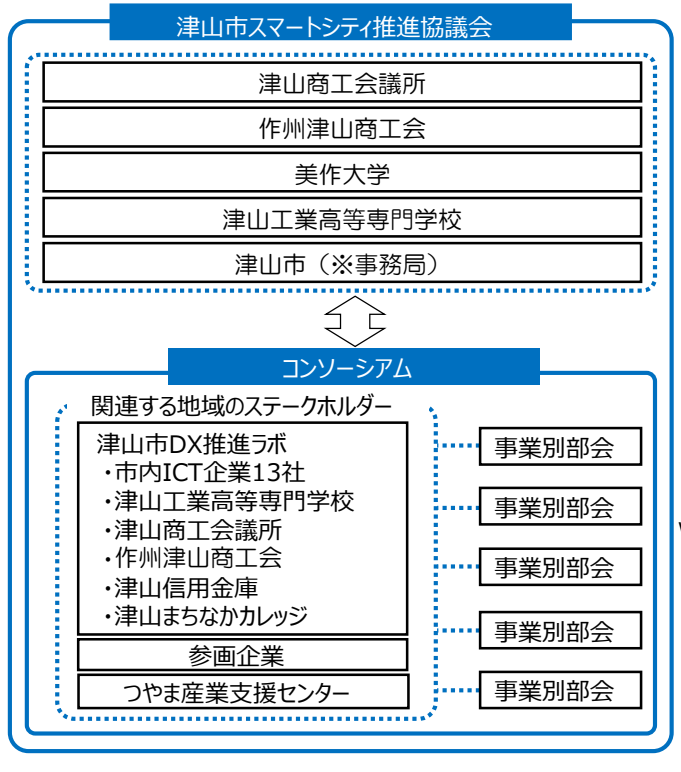 津山市スマートシティ推進協議会
津山商工会議所
作州津山商工会
美作大学
津山工業高等専門学校
津山市（※事務局）
コンソーシアム
関連する地域のステークホルダー
津山市DX推進ラボ
・市内ICT企業13社
・津山工業高等専門学校
・津山商工会議所
・作州津山商工会
・津山信用金庫
・津山まちなかカレッジ
参画企業
つやま産業支援センター
事業別部会
事業別部会
事業別部会
事業別部会
事業別部会